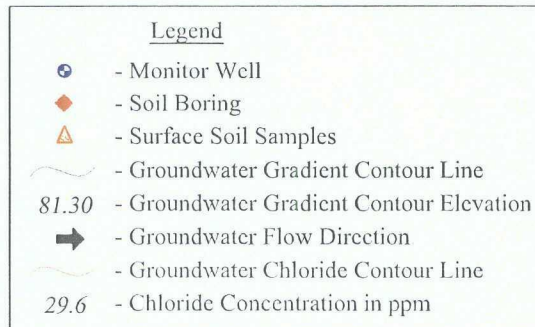 Legend
- Monitor Well
- Soil Boring
- Surface Soil Samples
- Groundwater Gradient Contour Line
81.30 - Groundwater Gradient Contour Elevation
- Groundwater Flow Direction
- Groundwater Chloride Contour Line
29.6 - Chloride Concentration in ppm